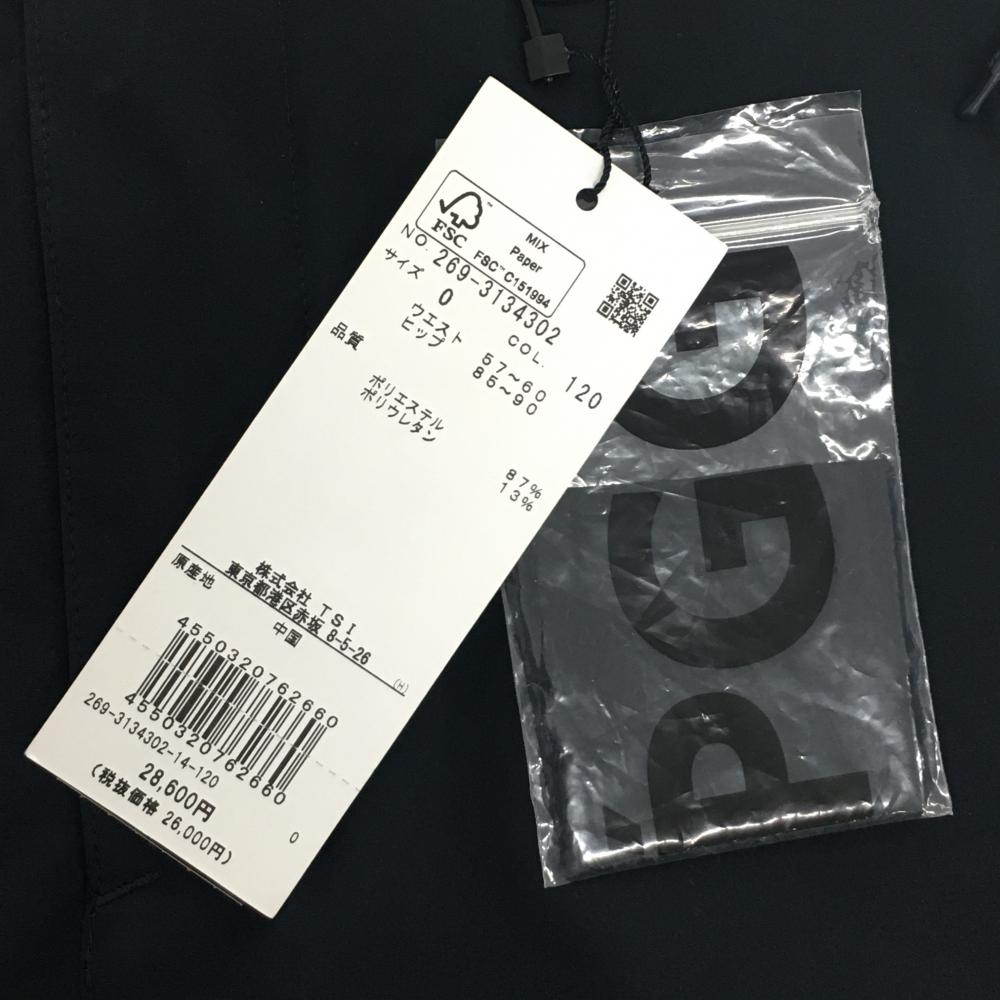 FSC™
MIX
Paper
FSC™ C151994
NO. 269-3134302
サイズ 0 COL. 120
ウエスト 57~60
ヒップ 85~90
品質
ポリエステル 87%
ポリウレタン 13%
株式会社 TSI
東京都港区赤坂 8-5-26
原産地 中国
(H)
4550320762660
4550320762660
269-3134302-14-120
28,600円 0
(税抜価格 26,000円)
PGG